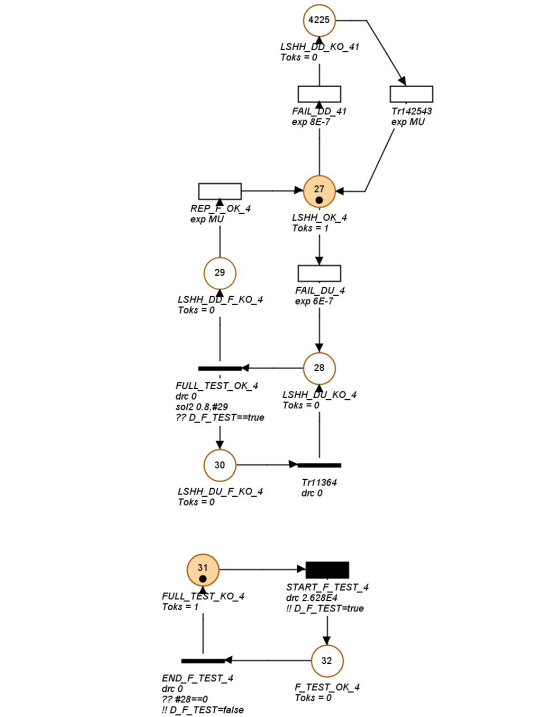 4225
LSHH_DD_KO_41
Toks = 0
FAIL_DD_41
exp 8E-7
Tr142543
exp MU
REP_F_OK_4
exp MU
27
LSHH_OK_4
Toks = 1
29
LSHH_DD_F_KO_4
Toks = 0
FAIL_DU_4
exp 6E-7
FULL_TEST_OK_4
drc 0
sol2 0.8,#29
?? D_F_TEST==true
28
LSHH_DU_KO_4
Toks = 0
30
LSHH_DU_F_KO_4
Toks = 0
Tr11364
drc 0
31
FULL_TEST_KO_4
Toks = 1
START_F_TEST_4
drc 2.628E4
!! D_F_TEST=true
END_F_TEST_4
drc 0
?? #28==0
!! D_F_TEST=false
32
F_TEST_OK_4
Toks = 0